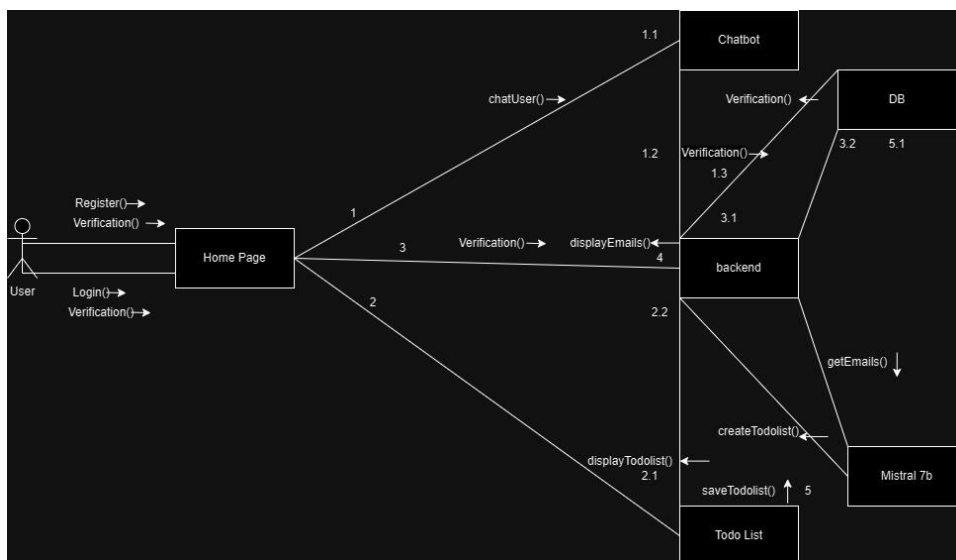 1.1
Chatbot
chatUser()
Verification()
DB
1.2
Verification()
3.2
5.1
1.3
Register()
1
3.1
Verification()
3
Verification()
displayEmails()
Home Page
4
backend
User
Login()
2
Verification()
2.2
getEmails()
createTodolist()
displayTodolist()
2.1
Mistral 7b
saveTodolist()
5
Todo List